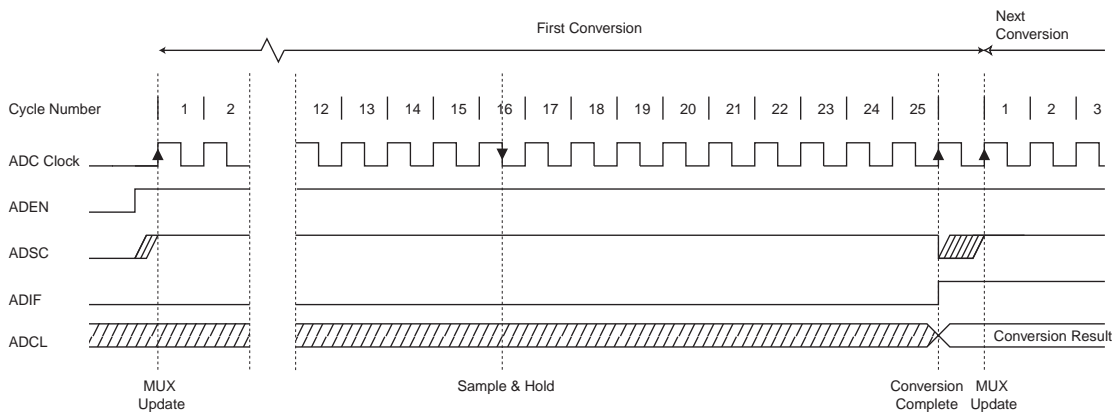 First Conversion
Next
Conversion
Cycle Number 1 2 12 13 14 15 16 17 18 19 20 21 22 23 24 25 1 2 3
ADC Clock
ADEN
ADSC
ADIF
ADCL Conversion Result
MUX
Update
Sample & Hold
Conversion
Complete
MUX
Update